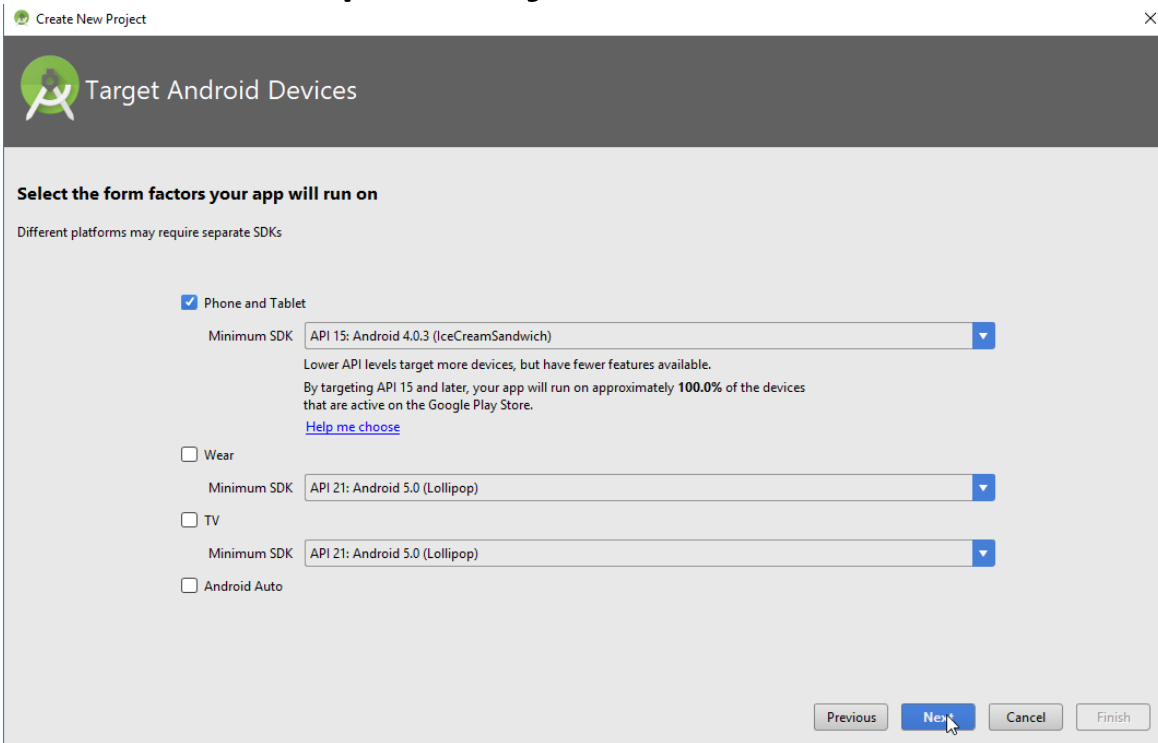 Create New Project
Target Android Devices
Select the form factors your app will run on
Different platforms may require separate SDKs
Phone and Tablet
Minimum SDK API 15: Android 4.0.3 (IceCreamSandwich)
Lower API levels target more devices, but have fewer features available.
By targeting API 15 and later, your app will run on approximately 100.0% of the devices
that are active on the Google Play Store.
Help me choose
Wear
Minimum SDK API 21: Android 5.0 (Lollipop)
TV
Minimum SDK API 21: Android 5.0 (Lollipop)
Android Auto
Previous Next Cancel Finish